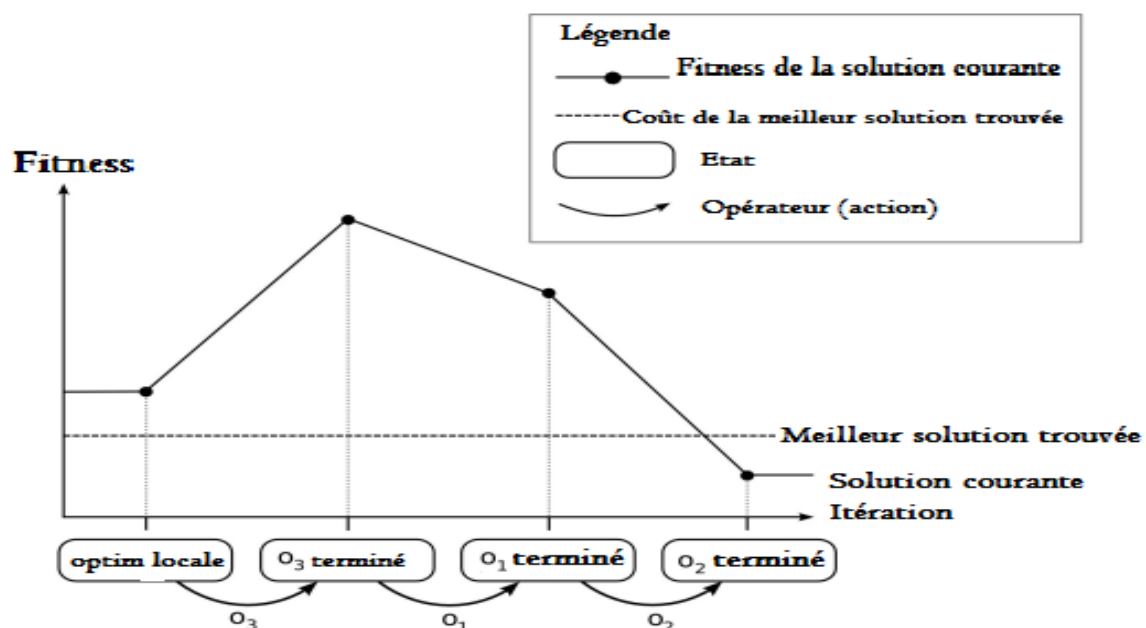 Légende
Fitness de la solution courante
Coût de la meilleur solution trouvée
Etat
Opérateur (action)
Fitness
Meilleur solution trouvée
Solution courante
Itération
optim locale
O₃ terminé
O₁ terminé
O₂ terminé
O₃
O₁
O₂